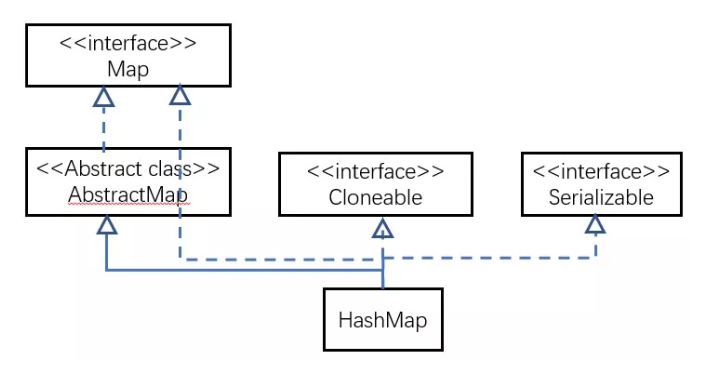 <<interface>>
Map
<<Abstract class>>
AbstractMap
<<interface>>
Cloneable
<<interface>>
Serializable
HashMap